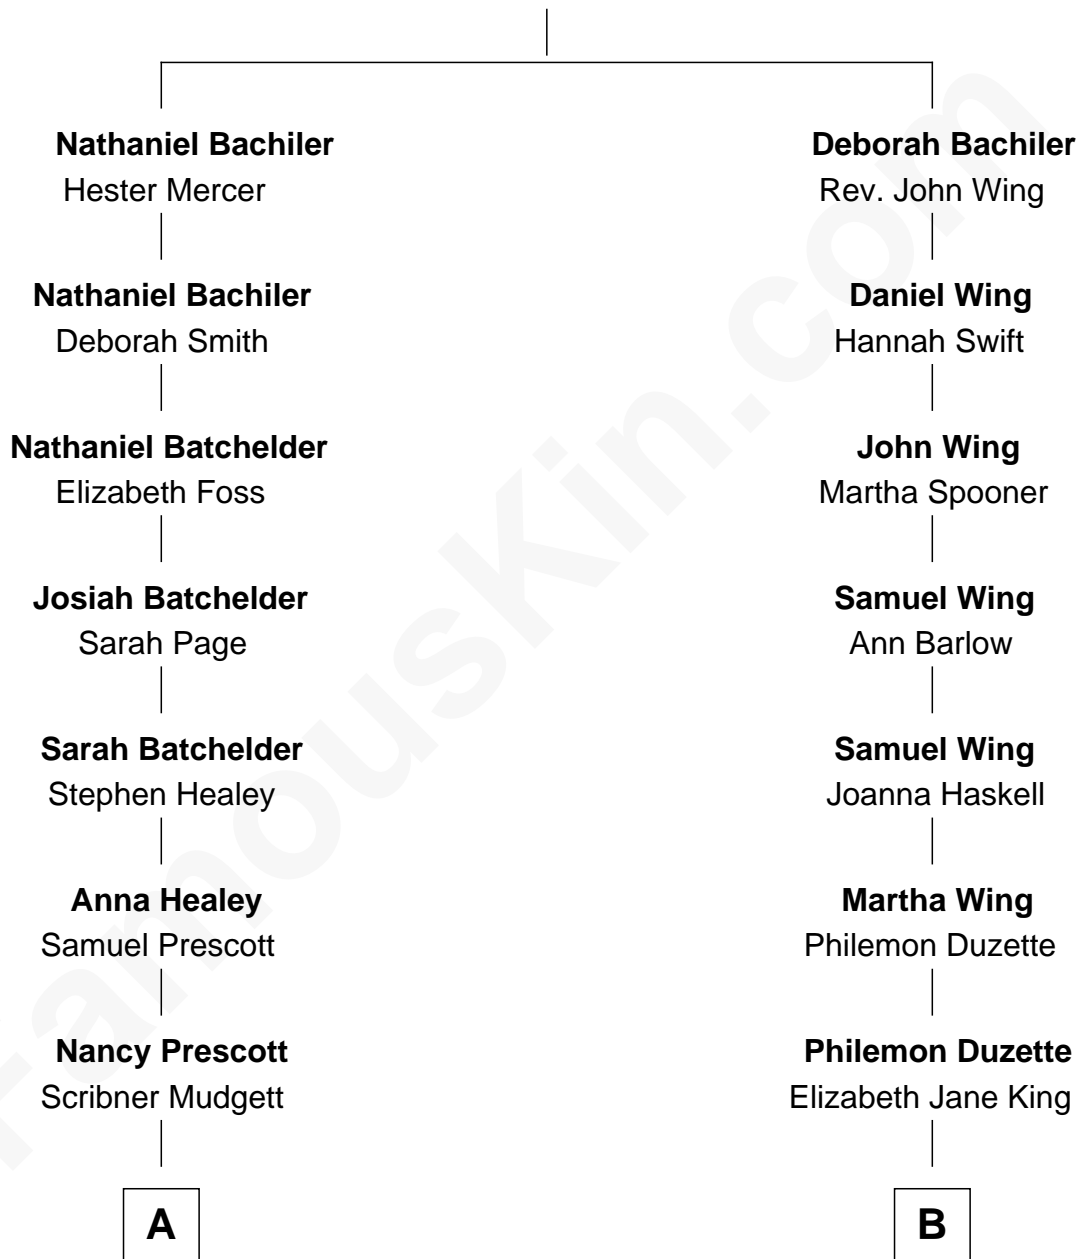 Nathaniel Bachiler
Hester Mercer
Nathaniel Bachiler
Deborah Smith
Nathaniel Batchelder
Elizabeth Foss
Josiah Batchelder
Sarah Page
Sarah Batchelder
Stephen Healey
Anna Healey
Samuel Prescott
Nancy Prescott
Scribner Mudgett
A
Deborah Bachiler
Rev. John Wing
Daniel Wing
Hannah Swift
John Wing
Martha Spooner
Samuel Wing
Ann Barlow
Samuel Wing
Joanna Haskell
Martha Wing
Philemon Duzette
Philemon Duzette
Elizabeth Jane King
B
FamousKin.com